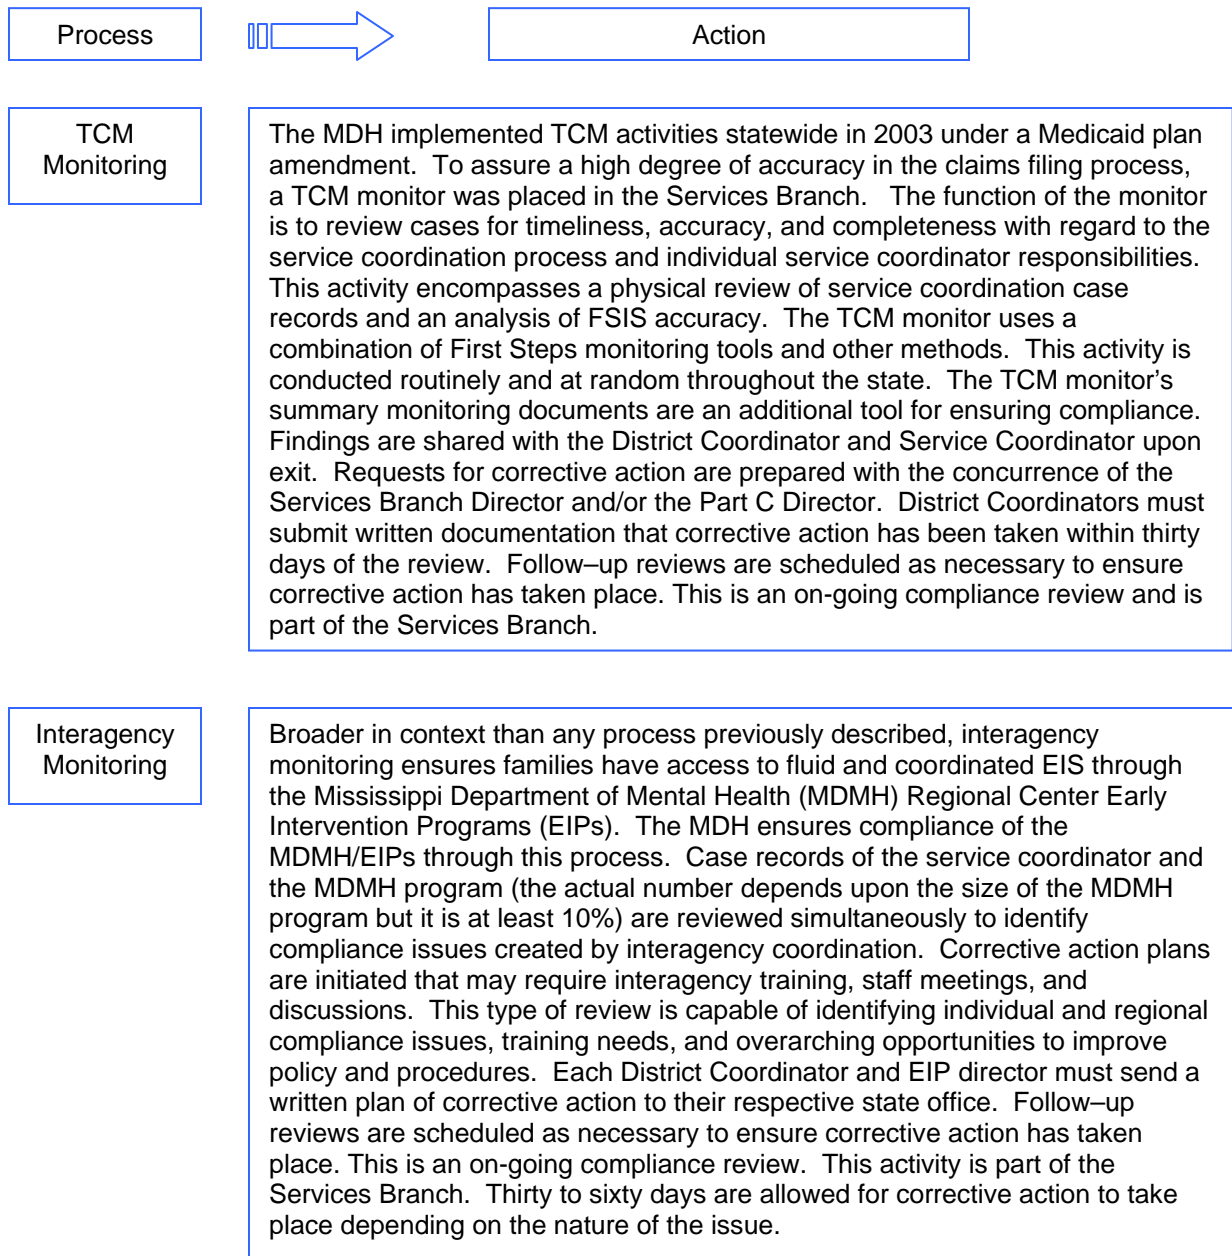 Process
Action
TCM
Monitoring
The MDH implemented TCM activities statewide in 2003 under a Medicaid plan
amendment.  To assure a high degree of accuracy in the claims filing process,
a TCM monitor was placed in the Services Branch.   The function of the monitor
is to review cases for timeliness, accuracy, and completeness with regard to the
service coordination process and individual service coordinator responsibilities.
This activity encompasses a physical review of service coordination case
records and an analysis of FSIS accuracy.  The TCM monitor uses a
combination of First Steps monitoring tools and other methods.  This activity is
conducted routinely and at random throughout the state.  The TCM monitor's
summary monitoring documents are an additional tool for ensuring compliance.
Findings are shared with the District Coordinator and Service Coordinator upon
exit.  Requests for corrective action are prepared with the concurrence of the
Services Branch Director and/or the Part C Director.  District Coordinators must
submit written documentation that corrective action has been taken within thirty
days of the review.  Follow–up reviews are scheduled as necessary to ensure
corrective action has taken place. This is an on-going compliance review and is
part of the Services Branch.
Interagency
Monitoring
Broader in context than any process previously described, interagency
monitoring ensures families have access to fluid and coordinated EIS through
the Mississippi Department of Mental Health (MDMH) Regional Center Early
Intervention Programs (EIPs).  The MDH ensures compliance of the
MDMH/EIPs through this process.  Case records of the service coordinator and
the MDMH program (the actual number depends upon the size of the MDMH
program but it is at least 10%) are reviewed simultaneously to identify
compliance issues created by interagency coordination.  Corrective action plans
are initiated that may require interagency training, staff meetings, and
discussions.  This type of review is capable of identifying individual and regional
compliance issues, training needs, and overarching opportunities to improve
policy and procedures.  Each District Coordinator and EIP director must send a
written plan of corrective action to their respective state office.  Follow–up
reviews are scheduled as necessary to ensure corrective action has taken
place. This is an on-going compliance review.  This activity is part of the
Services Branch.  Thirty to sixty days are allowed for corrective action to take
place depending on the nature of the issue.